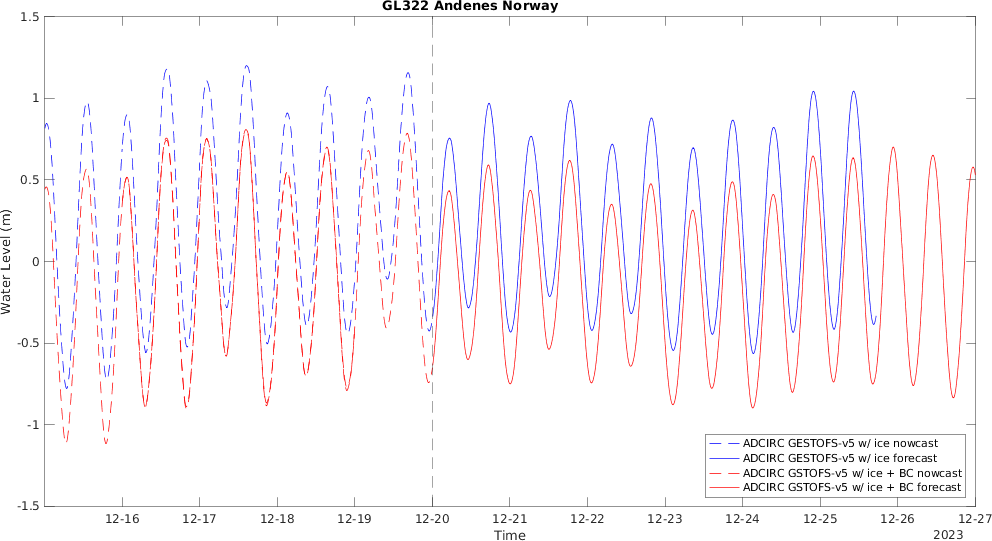 GL322 Andenes Norway
1.5
1
0.5
0
-0.5
-1
-1.5
Water Level (m)
12-16 12-17 12-18 12-19 12-20 12-21 12-22 12-23 12-24 12-25 12-26 12-27
Time
2023
ADCIRC GESTOFS-v5 w/ ice nowcast
ADCIRC GESTOFS-v5 w/ ice forecast
ADCIRC GSTOFS-v5 w/ ice + BC nowcast
ADCIRC GSTOFS-v5 w/ ice + BC forecast